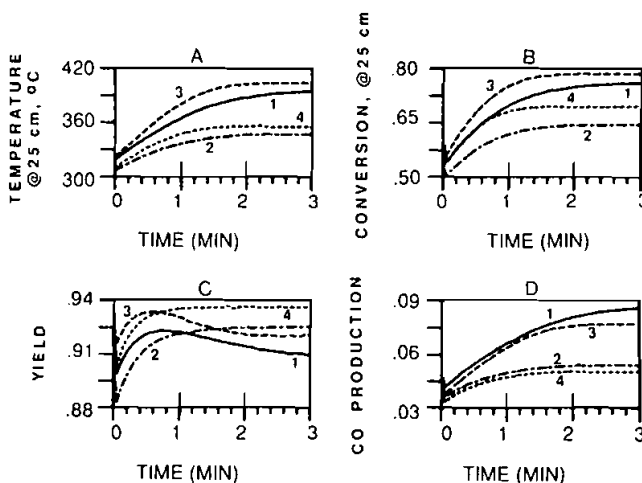 A
TEMPERATURE
@25 cm, oC
420
360
300
3
1
4
2
0 1 2 3
TIME (MIN)
B
CONVERSION, @25 cm
.80
.65
.50
3
1
4
2
0 1 2 3
TIME (MIN)
C
YIELD
.94
.91
.88
3
4
2
1
0 1 2 3
TIME (MIN)
D
CO PRODUCTION
.09
.06
.03
1
3
2
4
0 1 2 3
TIME (MIN)